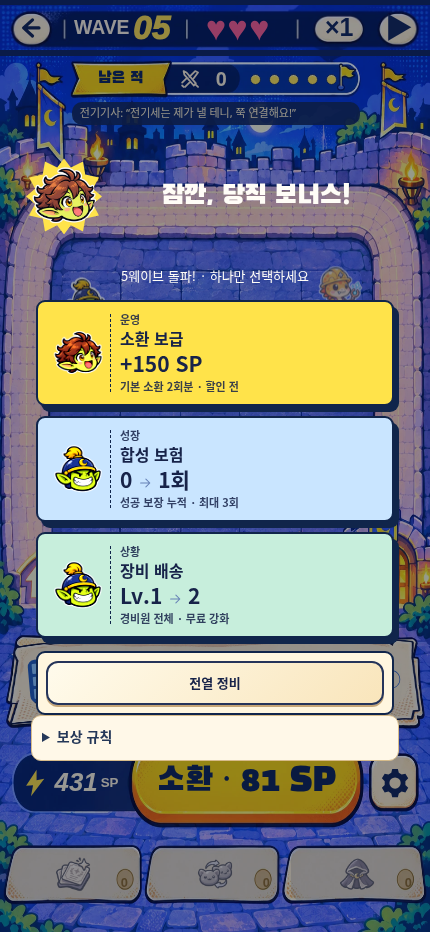 WAVE 05
×1
남은 적
0
전기기사: “전기세는 제가 낼 테니, 쭉 연결해요!”
잠깐, 당직 보너스!
5웨이브 돌파! · 하나만 선택하세요
운영
소환 보급
+150 SP
기본 소환 2회분 · 할인 전
성장
합성 보험
0 → 1회
성공 보장 누적 · 최대 3회
상황
장비 배송
Lv.1 → 2
경비원 전체 · 무료 강화
전열 정비
▶ 보상 규칙
431 SP
소환 · 81 SP
0
0
0